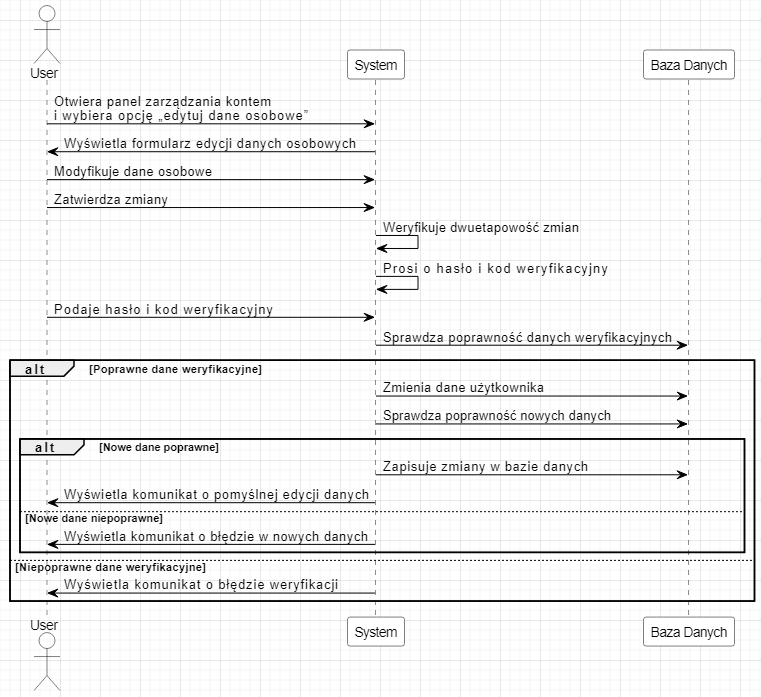 User
System
Baza Danych
Otwiera panel zarządzania kontem
i wybiera opcję „edytuj dane osobowe”
Wyświetla formularz edycji danych osobowych
Modyfikuje dane osobowe
Zatwierdza zmiany
Weryfikuje dwuetapowość zmian
Prosi o hasło i kod weryfikacyjny
Podaje hasło i kod weryfikacyjny
Sprawdza poprawność danych weryfikacyjnych
alt [Poprawne dane weryfikacyjne]
Zmienia dane użytkownika
Sprawdza poprawność nowych danych
alt [Nowe dane poprawne]
Zapisuje zmiany w bazie danych
Wyświetla komunikat o pomyślnej edycji danych
[Nowe dane niepoprawne]
Wyświetla komunikat o błędzie w nowych danych
[Niepoprawne dane weryfikacyjne]
Wyświetla komunikat o błędzie weryfikacji
User
System
Baza Danych